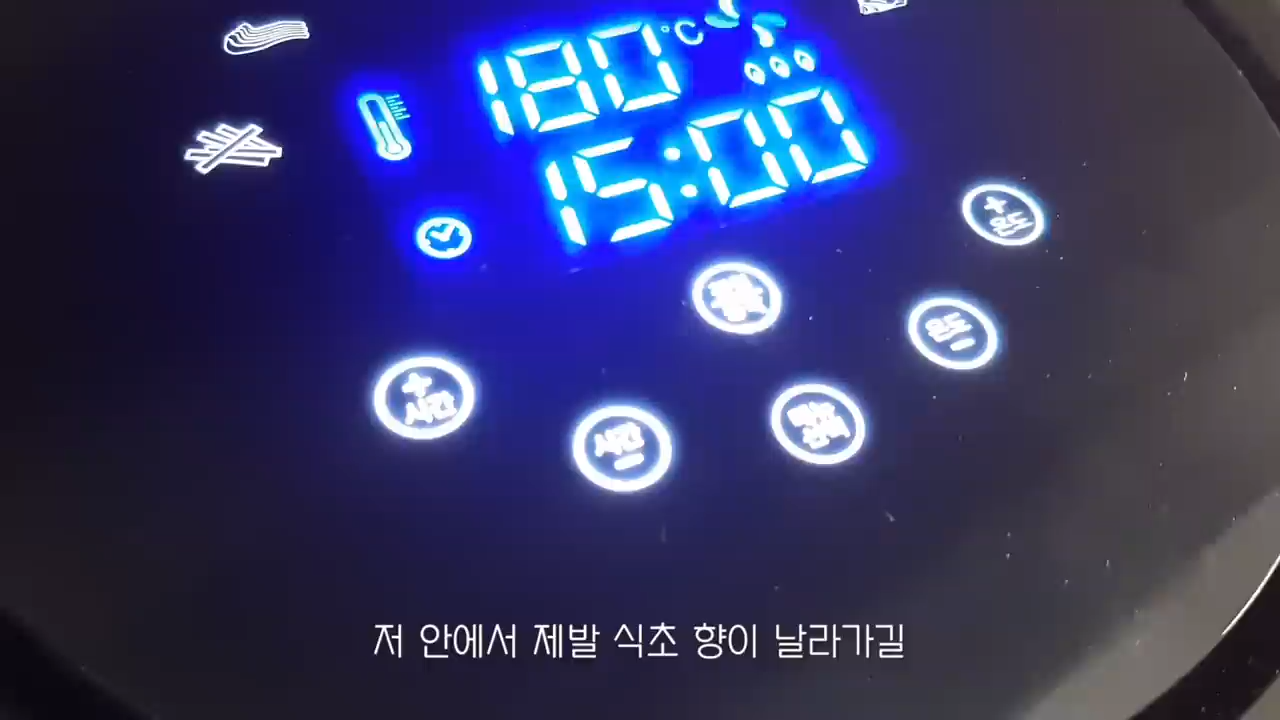 180°C
15:00
+
온도
온도
-
+
시간
시간
-
저 안에서 제발 식초 향이 날라가길